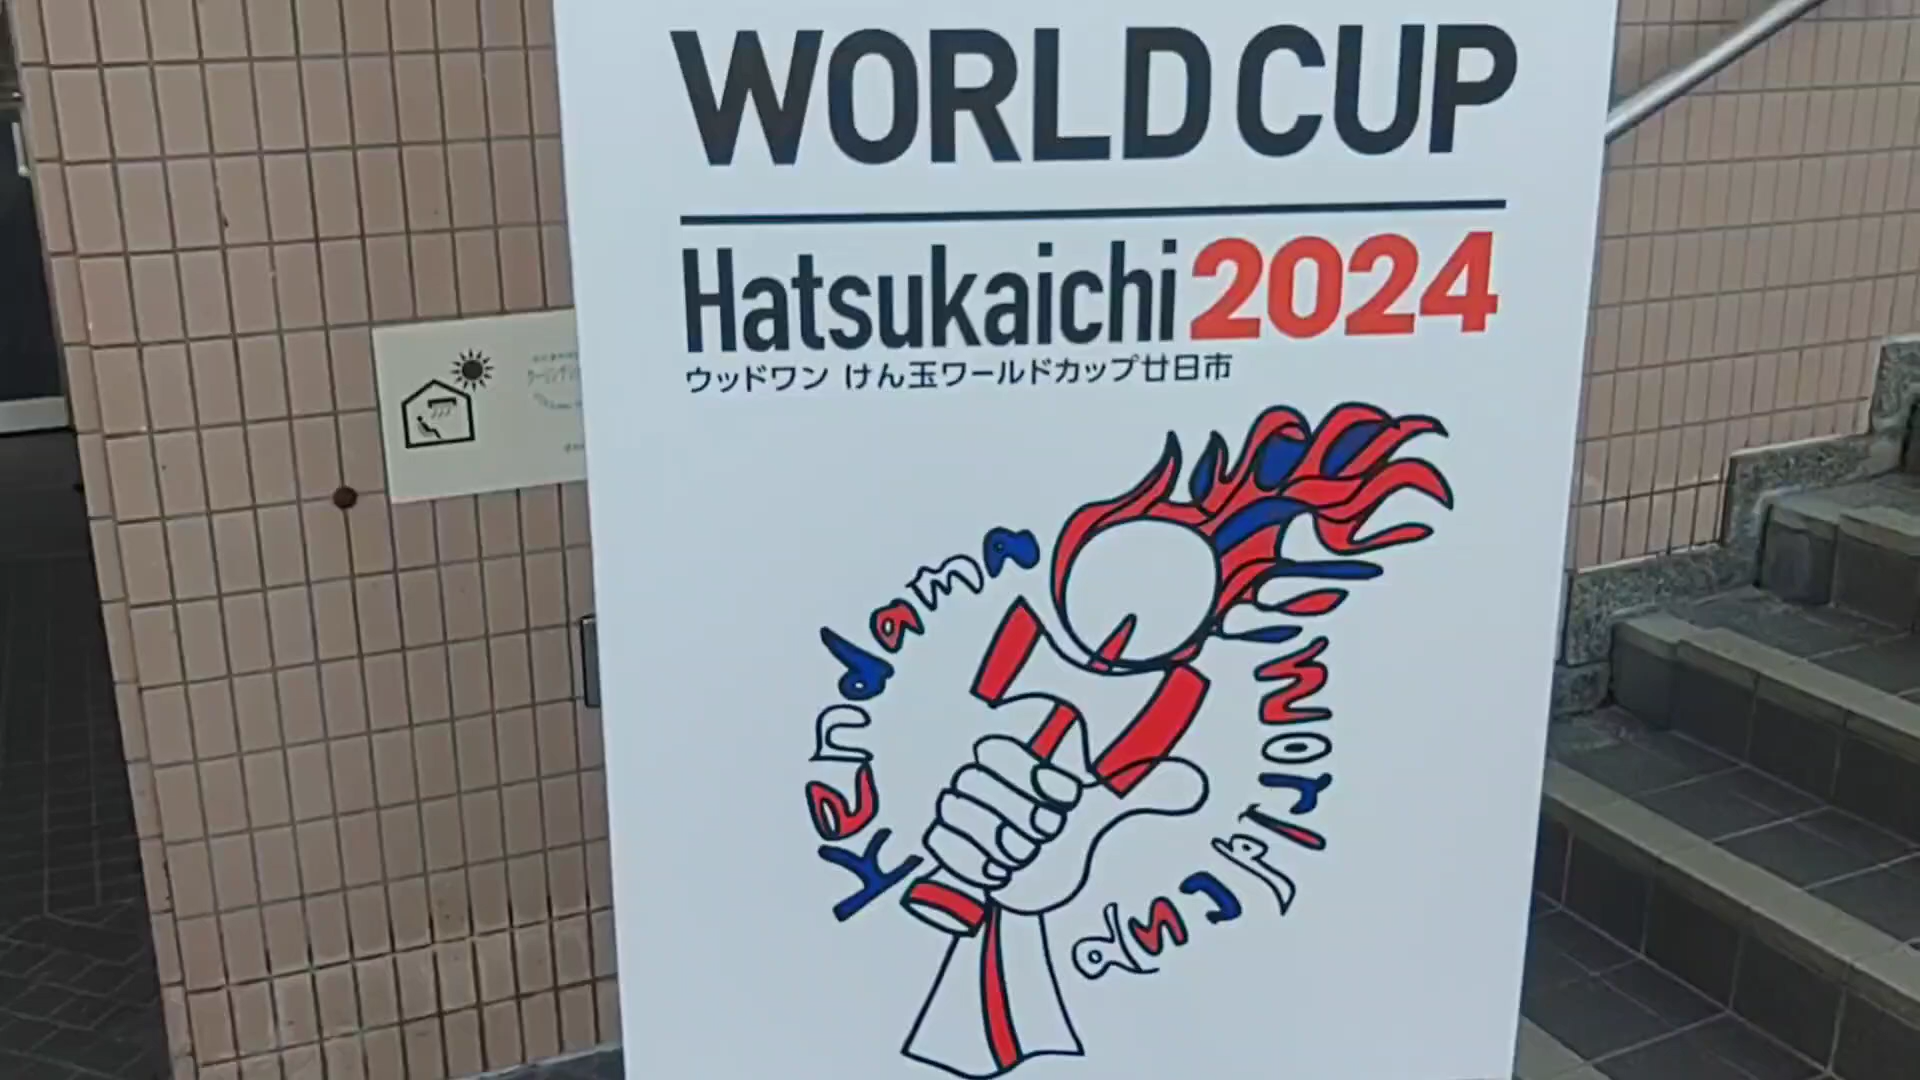 WORLD CUP
Hatsukaichi 2024
ウッドワン けん玉ワールドカップ廿日市
Kendama
World
Cup